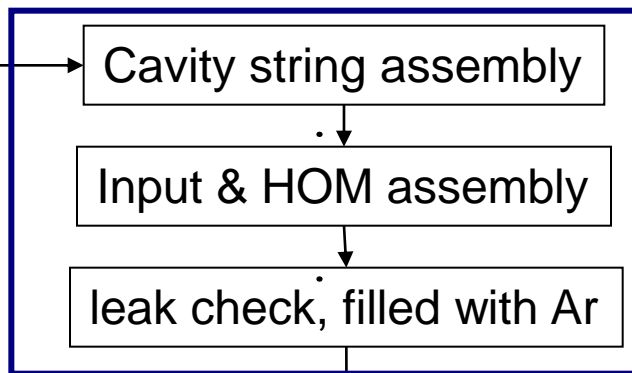 Cavity string assembly
Input & HOM assembly
leak check, filled with Ar